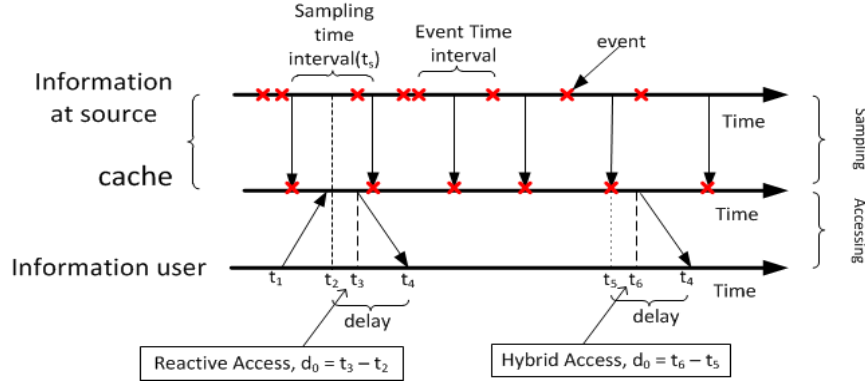 Sampling
time
interval(tₛ)
Event Time
interval
event
Information
at source
Time
Sampling
cache
Time
Accessing
Information user
t₁
t₂
t₃
t₄
t₅
t₆
t₄
Time
delay
delay
Reactive Access, d₀ = t₃ – t₂
Hybrid Access, d₀ = t₆ – t₅